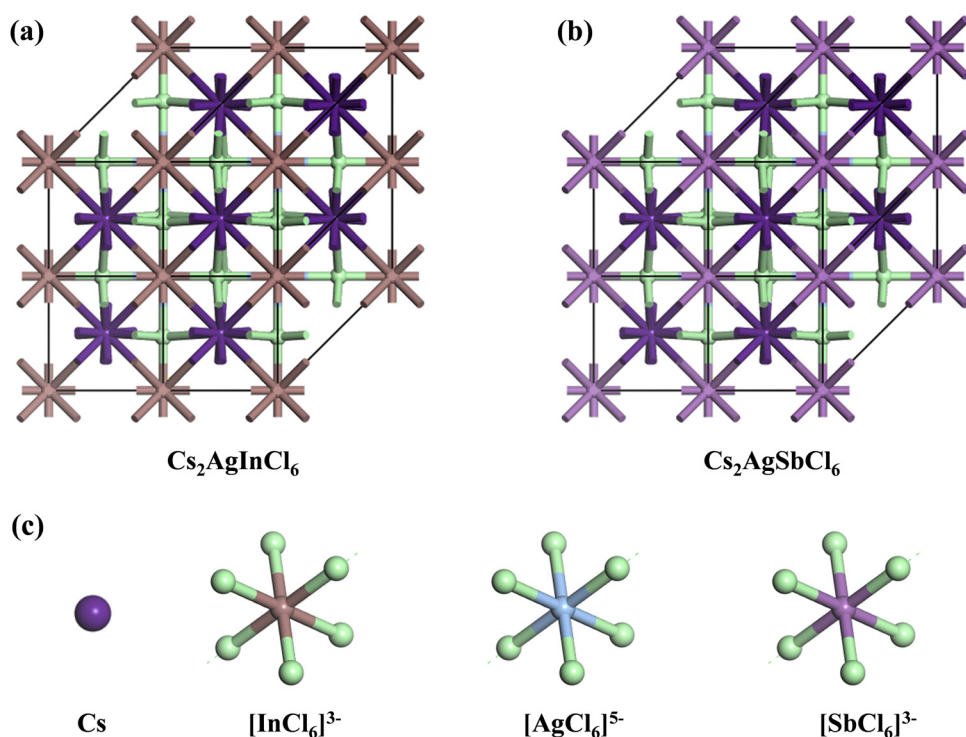 (a)
(b)
Cs₂AgInCl₆
Cs₂AgSbCl₆
(c)
Cs
[InCl₆]³⁻
[AgCl₆]⁵⁻
[SbCl₆]³⁻